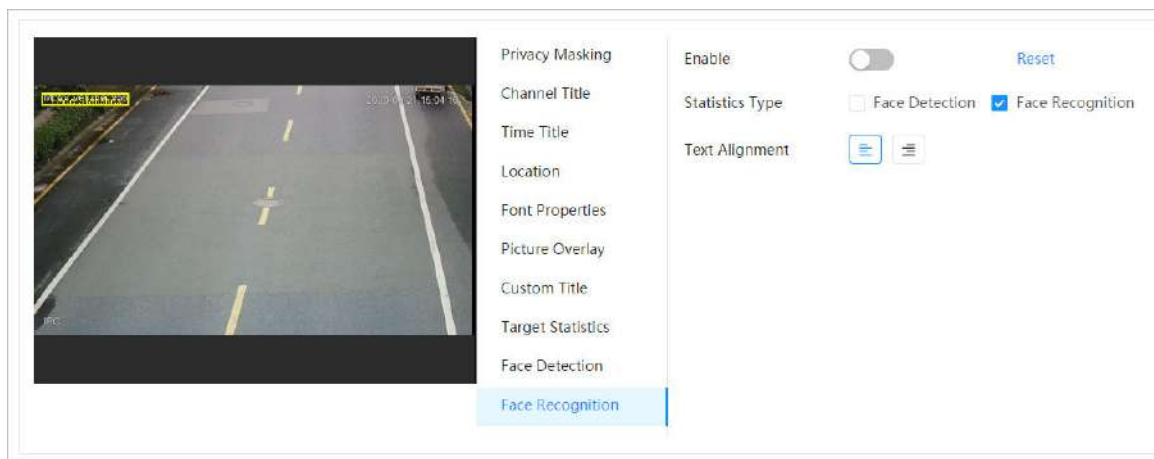 Privacy Masking
Channel Title
Time Title
Location
Font Properties
Picture Overlay
Custom Title
Target Statistics
Face Detection
Face Recognition
Enable
Reset
Statistics Type
Face Detection
Face Recognition
Text Alignment
IPC